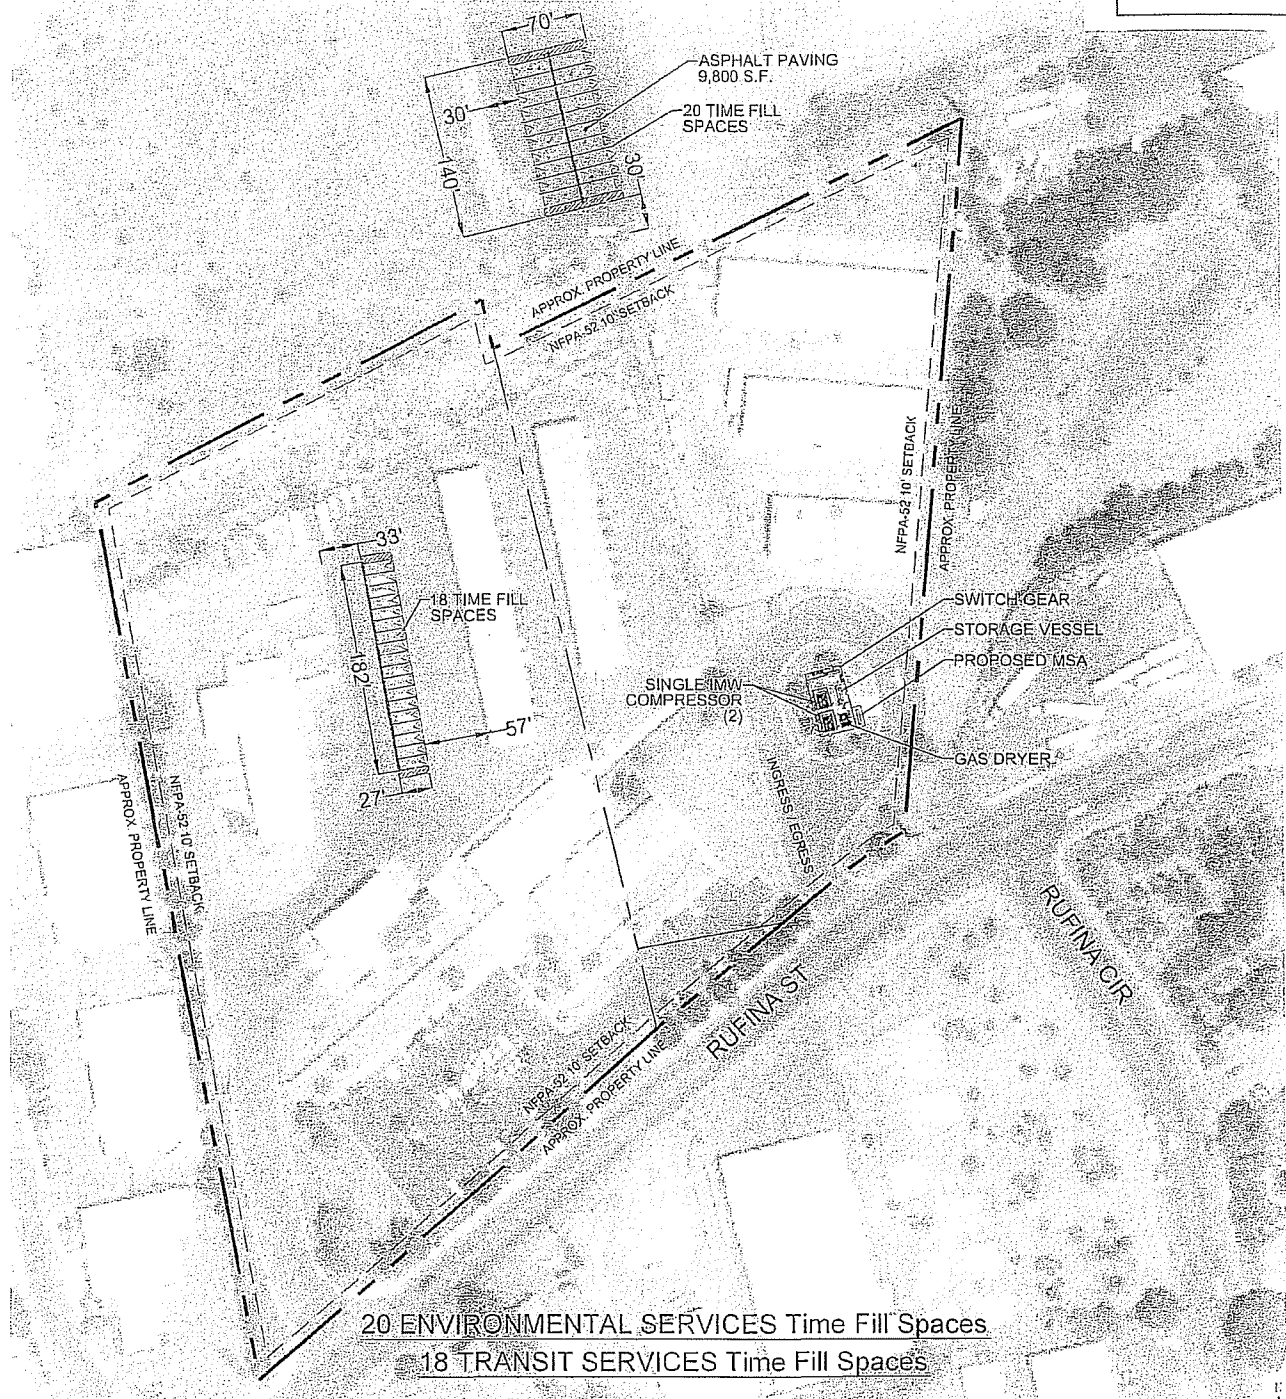 70'
ASPHALT PAVING
9,800 S.F.
30'
20 TIME FILL
SPACES
140'
30'
APPROX. PROPERTY LINE
NFPA-52 10' SETBACK
NFPA-52 10' SETBACK
APPROX. PROPERTY LINE
33'
18 TIME FILL
SPACES
182'
57'
27'
SWITCH GEAR
STORAGE VESSEL
PROPOSED MSA
SINGLE IMW
COMPRESSOR
(2)
GAS DRYER
INGRESS / EGRESS
APPROX. PROPERTY LINE
NFPA-52 10' SETBACK
RUFINA CIR
RUFINA ST
NFPA-52 10' SETBACK
APPROX. PROPERTY LINE
20 ENVIRONMENTAL SERVICES Time Fill Spaces
18 TRANSIT SERVICES Time Fill Spaces